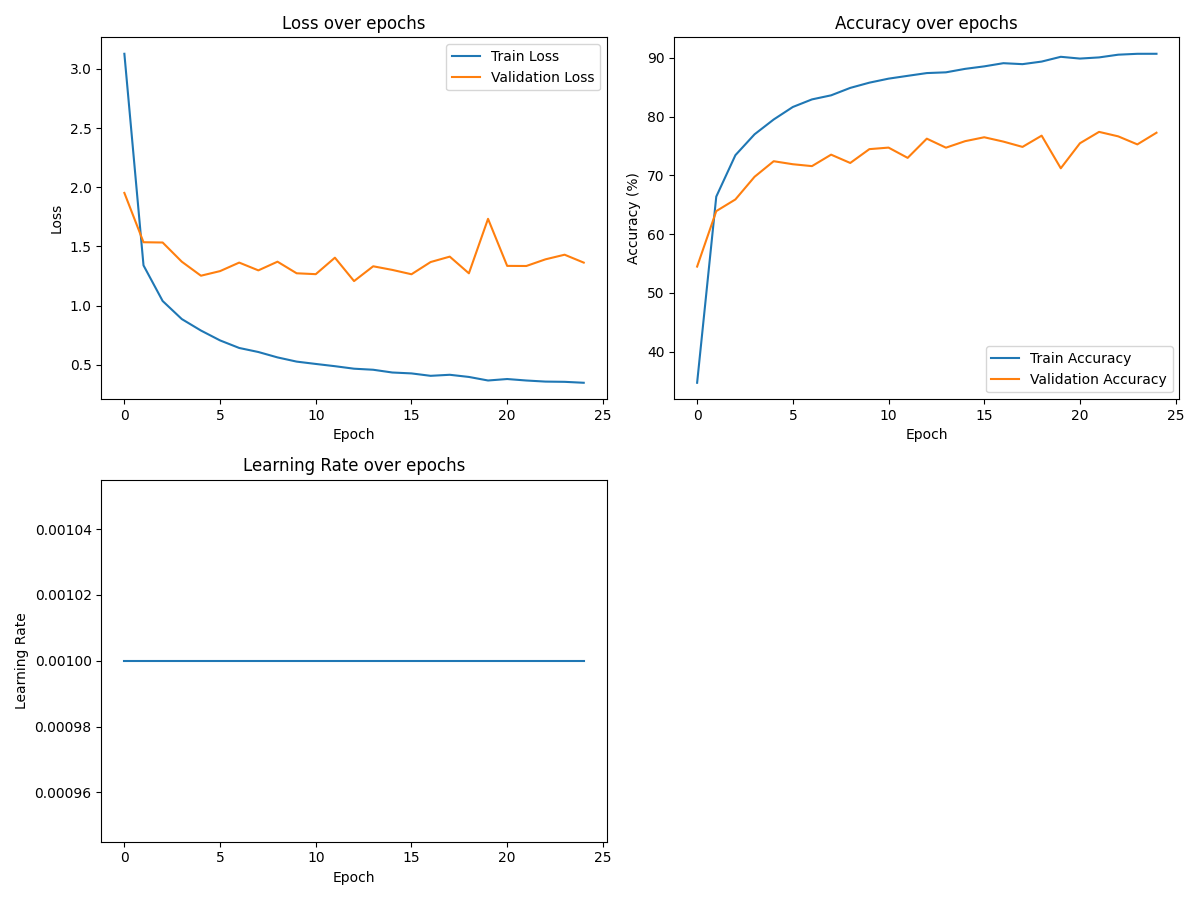 Loss over epochs
Train Loss
Validation Loss
3.0
2.5
2.0
1.5
1.0
0.5
Loss
0 5 10 15 20 25
Epoch
Accuracy over epochs
90
80
70
60
50
40
Accuracy (%)
Train Accuracy
Validation Accuracy
0 5 10 15 20 25
Epoch
Learning Rate over epochs
0.00104
0.00102
0.00100
0.00098
0.00096
Learning Rate
0 5 10 15 20 25
Epoch